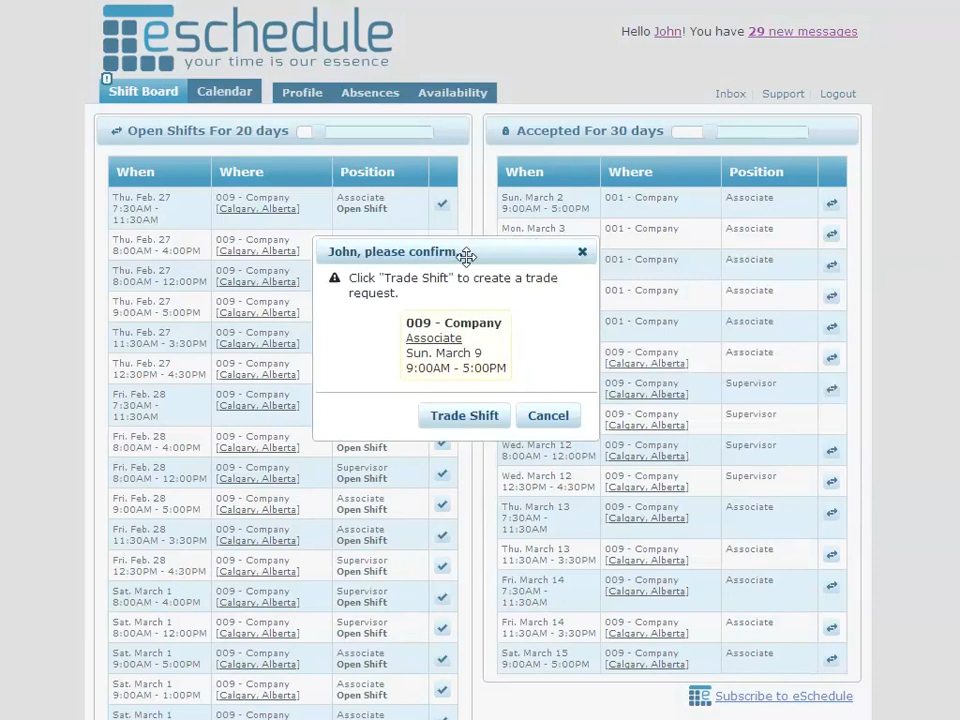 eschedule
your time is our essence
Hello John! You have 29 new messages
Shift Board
Calendar
Profile
Absences
Availability
Inbox
Support
Logout
Open Shifts For 20 days
When
Where
Position
Thu. Feb. 27
7:30AM -
11:30AM
009 - Company
[Calgary, Alberta]
Associate
Open Shift
Thu. Feb. 27
8:00AM - 4:00PM
009 - Company
[Calgary, Alberta]
Thu. Feb. 27
8:00AM - 12:00PM
009 - Company
[Calgary, Alberta]
Thu. Feb. 27
9:00AM - 5:00PM
009 - Company
[Calgary, Alberta]
Thu. Feb. 27
11:30AM - 3:30PM
009 - Company
[Calgary, Alberta]
Thu. Feb. 27
12:30PM - 4:30PM
009 - Company
[Calgary, Alberta]
Fri. Feb. 28
7:30AM -
11:30AM
009 - Company
[Calgary, Alberta]
Fri. Feb. 28
8:00AM - 4:00PM
009 - Company
[Calgary, Alberta]
Open Shift
Fri. Feb. 28
8:00AM - 12:00PM
009 - Company
[Calgary, Alberta]
Supervisor
Open Shift
Fri. Feb. 28
9:00AM - 5:00PM
009 - Company
[Calgary, Alberta]
Associate
Open Shift
Fri. Feb. 28
11:30AM - 3:30PM
009 - Company
[Calgary, Alberta]
Associate
Open Shift
Fri. Feb. 28
12:30PM - 4:30PM
009 - Company
[Calgary, Alberta]
Supervisor
Open Shift
Sat. March 1
8:00AM - 4:00PM
009 - Company
[Calgary, Alberta]
Associate
Open Shift
Sat. March 1
8:00AM - 12:00PM
009 - Company
[Calgary, Alberta]
Supervisor
Open Shift
Sat. March 1
9:00AM - 5:00PM
009 - Company
[Calgary, Alberta]
Associate
Open Shift
Sat. March 1
9:00AM - 1:00PM
009 - Company
[Calgary, Alberta]
Associate
Open Shift
Sat. March 1
009 - Company
Associate
John, please confirm
Click "Trade Shift" to create a trade
request.
009 - Company
Associate
Sun. March 9
9:00AM - 5:00PM
Trade Shift
Cancel
Accepted For 30 days
When
Where
Position
Sun. March 2
9:00AM - 5:00PM
001 - Company
Associate
Mon. March 3
001 - Company
Associate
001 - Company
Associate
001 - Company
Associate
001 - Company
Associate
009 - Company
[Calgary, Alberta]
Associate
009 - Company
[Calgary, Alberta]
Supervisor
009 - Company
[Calgary, Alberta]
Supervisor
Wed. March 12
8:00AM - 12:00PM
009 - Company
[Calgary, Alberta]
Supervisor
Wed. March 12
12:30PM - 4:30PM
009 - Company
[Calgary, Alberta]
Supervisor
Thu. March 13
7:30AM -
11:30AM
009 - Company
[Calgary, Alberta]
Associate
Thu. March 13
11:30AM - 3:30PM
009 - Company
[Calgary, Alberta]
Associate
Fri. March 14
7:30AM -
11:30AM
009 - Company
[Calgary, Alberta]
Associate
Fri. March 14
11:30AM - 3:30PM
009 - Company
[Calgary, Alberta]
Associate
Sat. March 15
9:00AM - 5:00PM
009 - Company
[Calgary, Alberta]
Associate
Subscribe to eSchedule